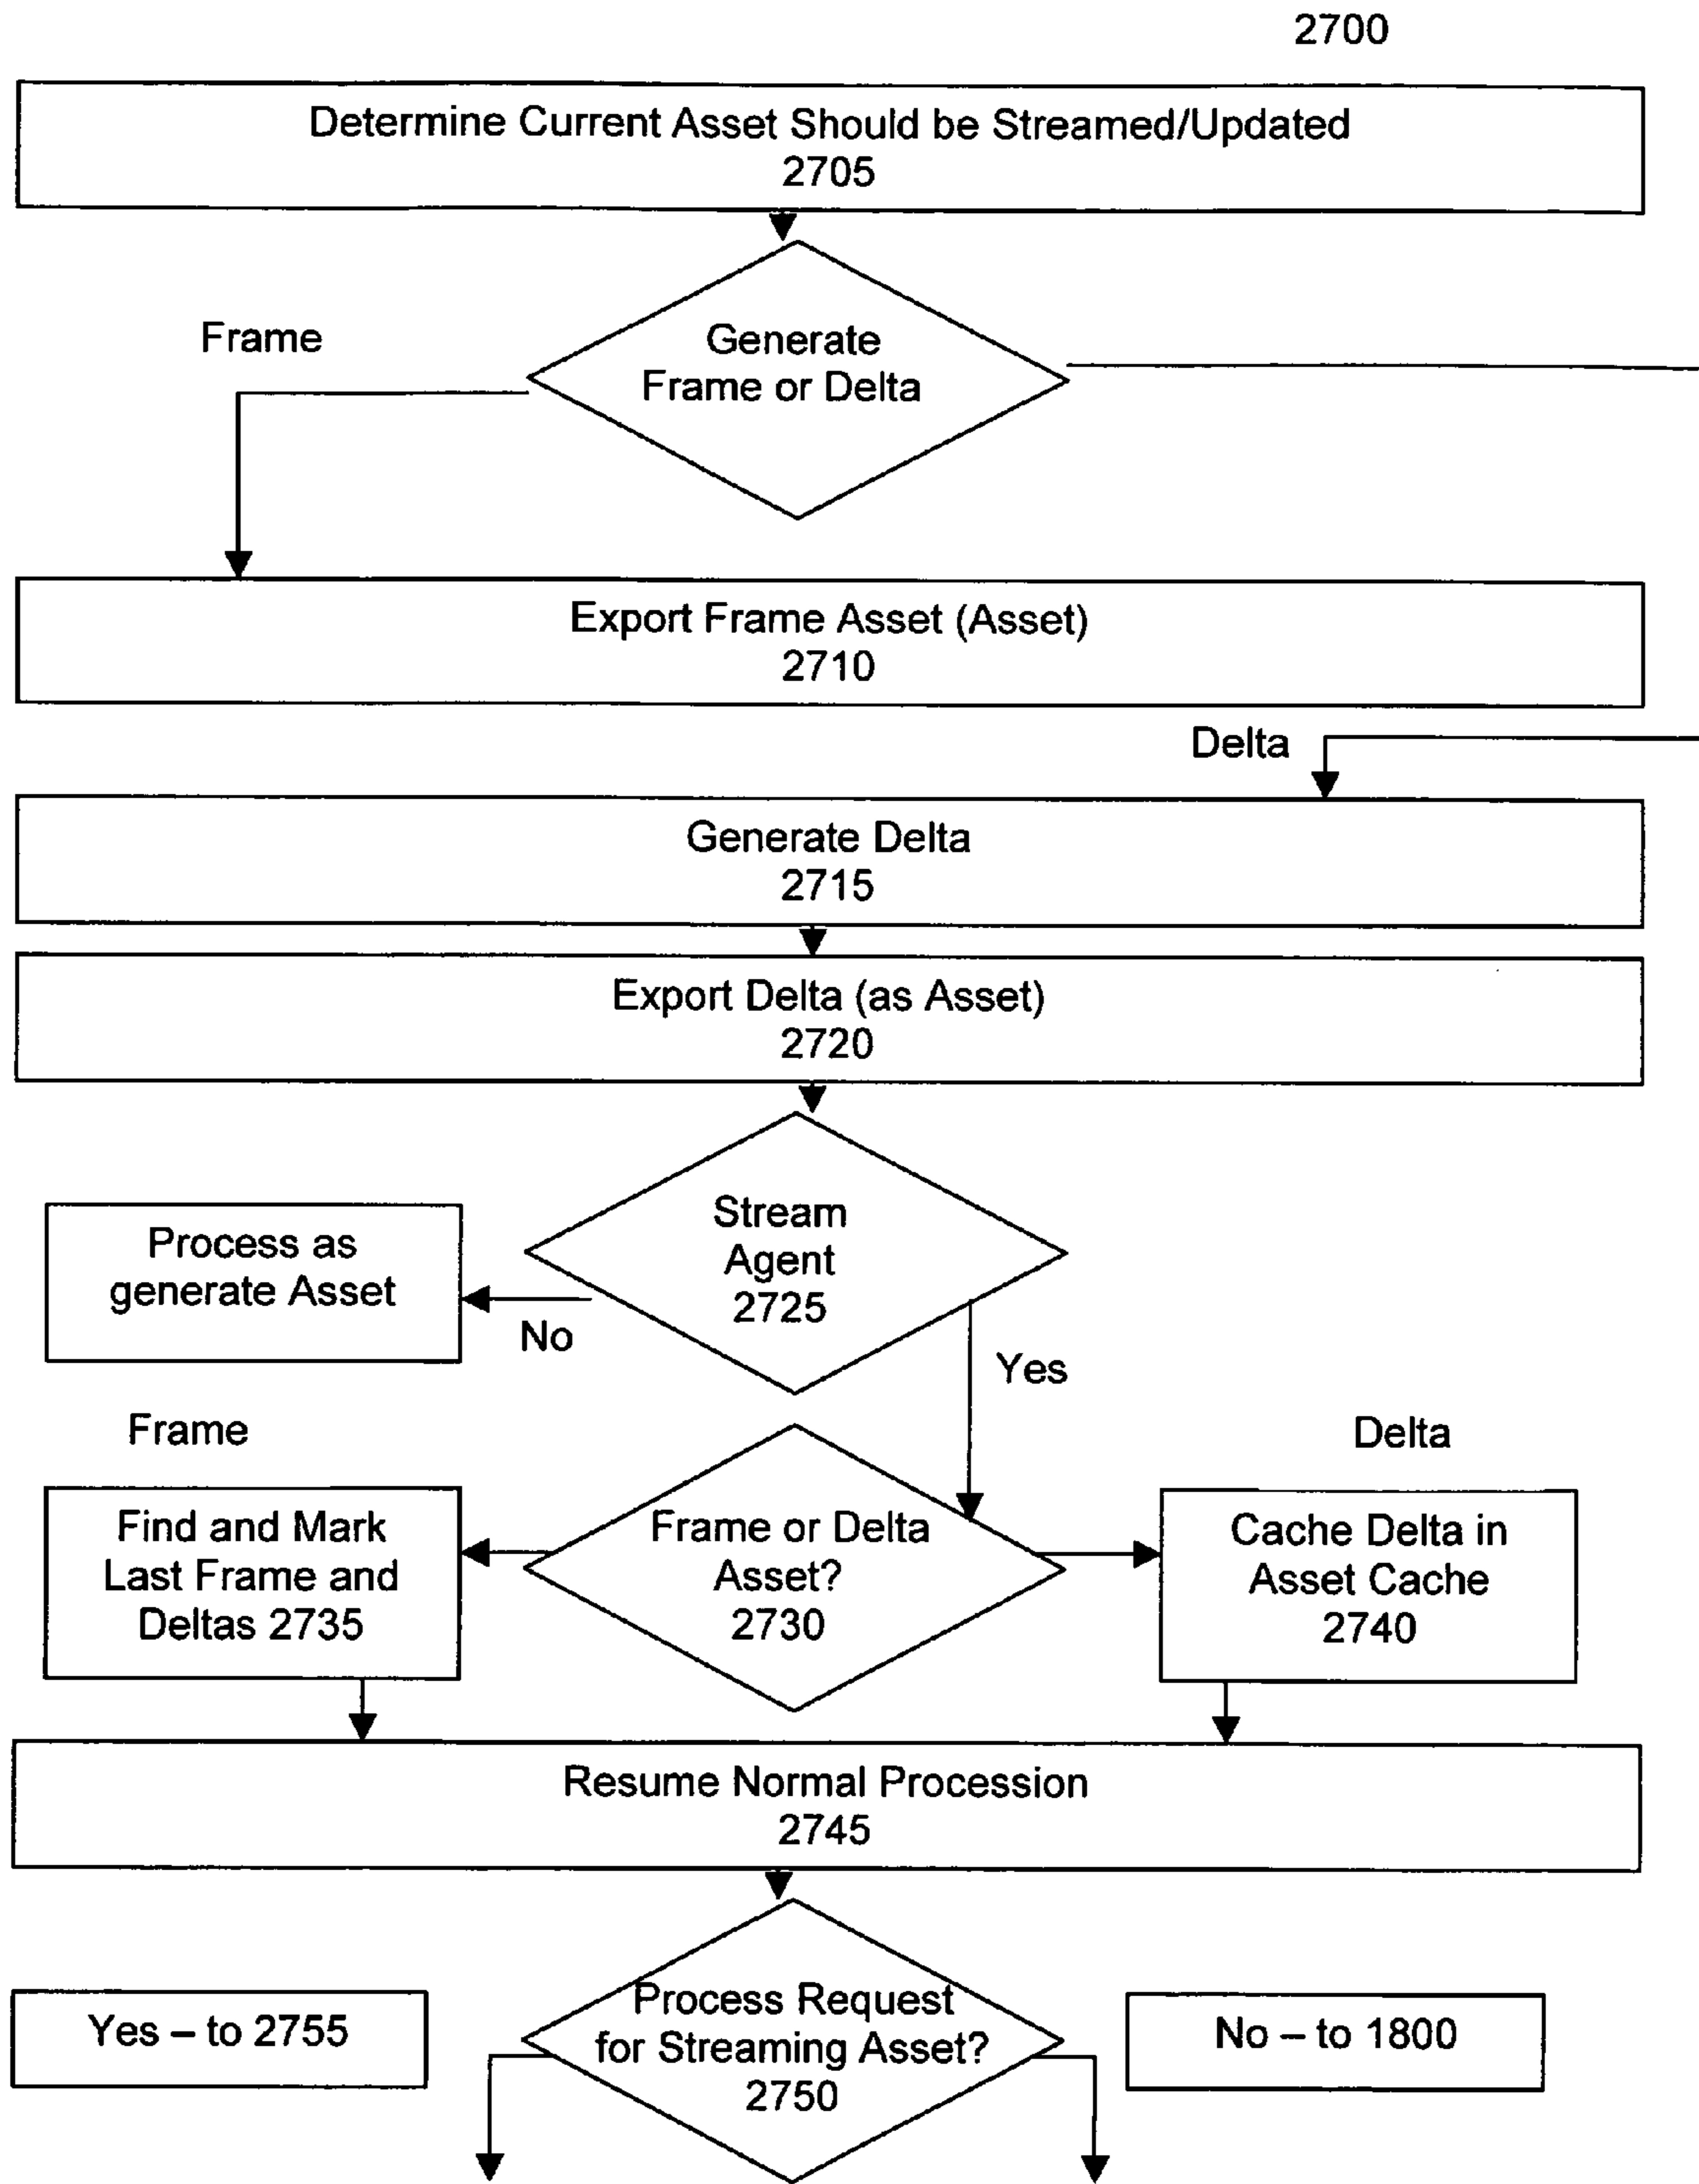 2700
Determine Current Asset Should be Streamed/Updated
2705
Frame
Generate
Frame or Delta
Export Frame Asset (Asset)
2710
Delta
Generate Delta
2715
Export Delta (as Asset)
2720
Stream
Agent
2725
Process as
generate Asset
No
Yes
Frame
Delta
Find and Mark
Last Frame and
Deltas 2735
Frame or Delta
Asset?
2730
Cache Delta in
Asset Cache
2740
Resume Normal Procession
2745
Yes – to 2755
Process Request
for Streaming Asset?
2750
No – to 1800